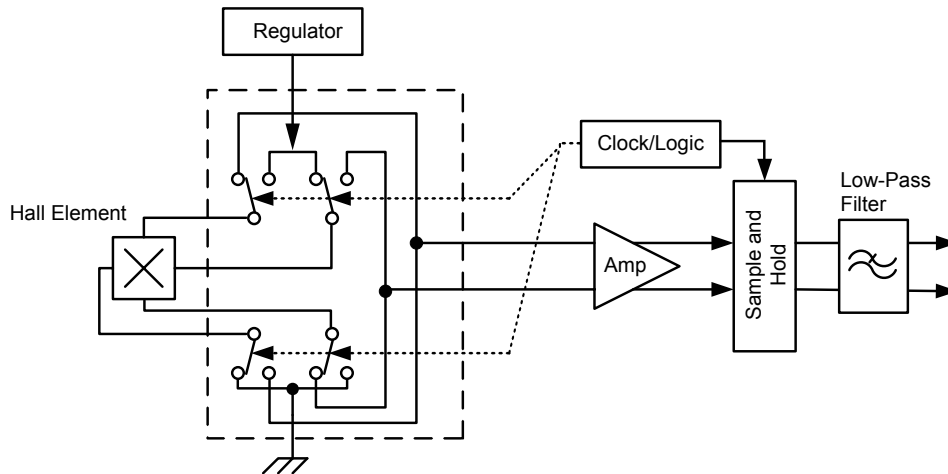 Regulator
Clock/Logic
Low-Pass
Filter
Hall Element
Amp
Sample and
Hold